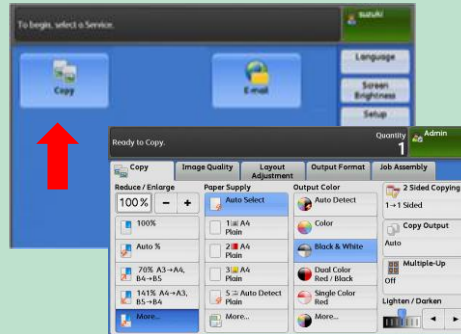 To begin, select a Service.
suzuki
Copy
E-mail
Language
Screen
Brightness
Setup
Ready to Copy.
Quantity
1
Admin
Copy
Image Quality
Layout
Adjustment
Output Format
Job Assembly
Reduce / Enlarge
100%
100%
Auto %
70% A3→A4,
B4→B5
141% A4→A3,
B5→B4
More...
Paper Supply
Auto Select
1 A4
Plain
2 A4
Plain
3 A4
Plain
5 Auto Detect
Plain
More...
Output Color
Auto Detect
Color
Black & White
Dual Color
Red / Black
Single Color
Red
More...
2 Sided Copying
1→1 Sided
Copy Output
Auto
Multiple-Up
Off
Lighten / Darken